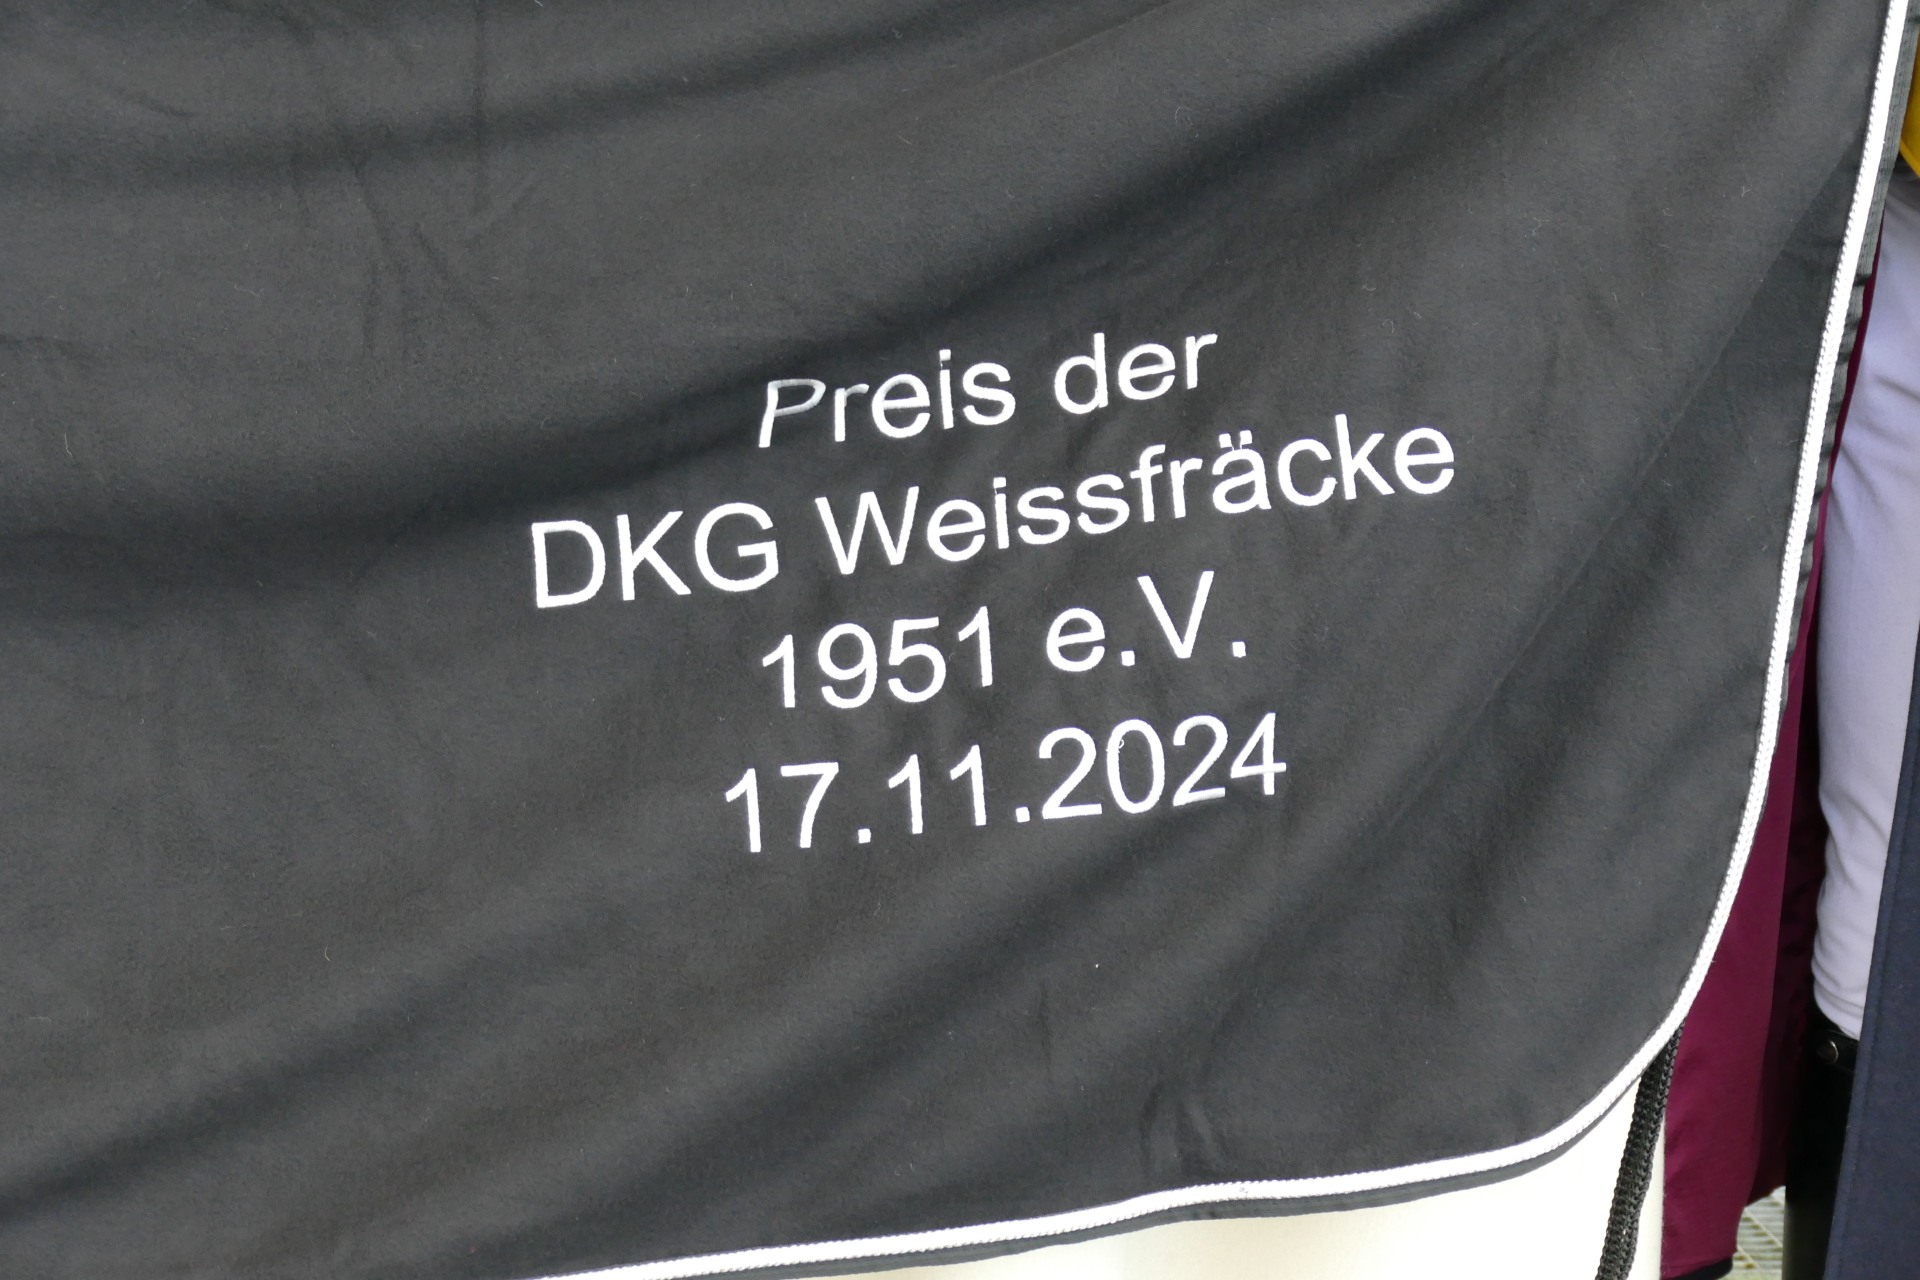 Preis der
DKG Weissfräcke
1951 e.V.
17.11.2024